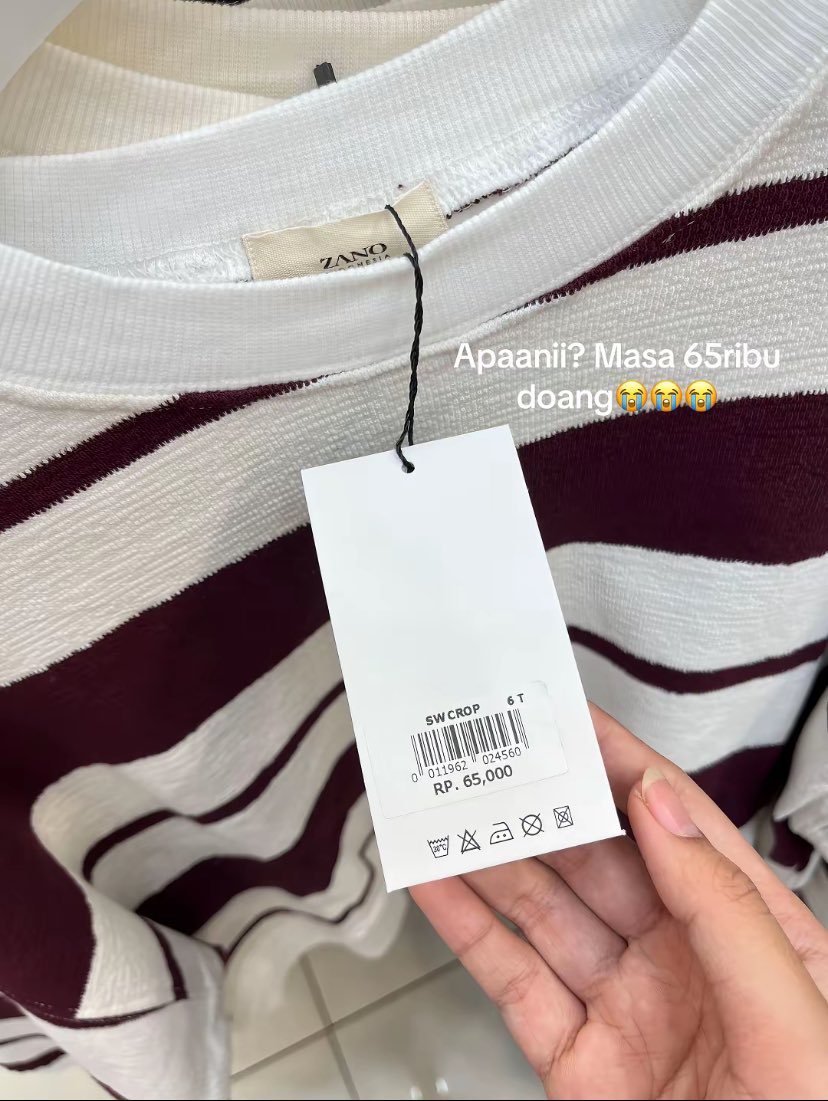 ZANO
Apaanii? Masa 65ribu
doang😭😭😭
SW CROP 6 T
0 011962 024560
RP. 65,000